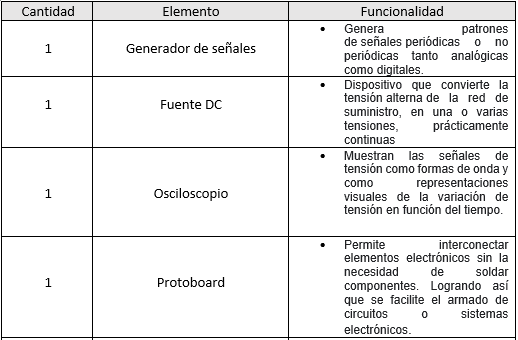 Cantidad Elemento Funcionalidad
1 Generador de señales
• Genera patrones
de señales periódicas o no
periódicas tanto analógicas
como digitales.
1 Fuente DC
• Dispositivo que convierte la
tensión alterna de la red de
suministro, en una o varias
tensiones, prácticamente
continuas
1 Osciloscopio
• Muestran las señales de
tensión como formas de onda y
como representaciones
visuales de la variación de
tensión en función del tiempo.
1 Protoboard
• Permite interconectar
elementos electrónicos sin la
necesidad de soldar
componentes. Logrando así
que se facilite el armado de
circuitos o sistemas
electrónicos.